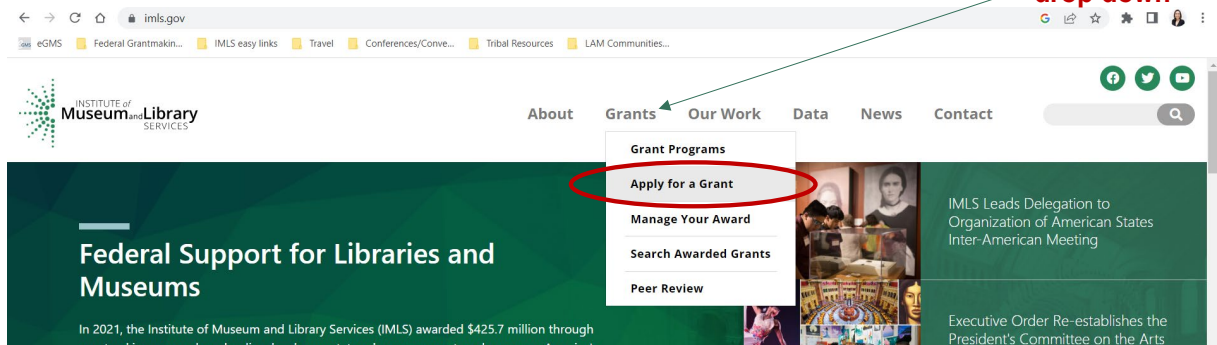 drop down
imls.gov
eGMS Federal Grantmakin... IMLS easy links Travel Conferences/Conve... Tribal Resources LAM Communities...
INSTITUTE of
Museum and Library
SERVICES
About Grants Our Work Data News Contact
Grant Programs
Apply for a Grant
Manage Your Award
Search Awarded Grants
Peer Review
Federal Support for Libraries and
Museums
In 2021, the Institute of Museum and Library Services (IMLS) awarded $425.7 million through
IMLS Leads Delegation to
Organization of American States
Inter-American Meeting
Executive Order Re-establishes the
President's Committee on the Arts